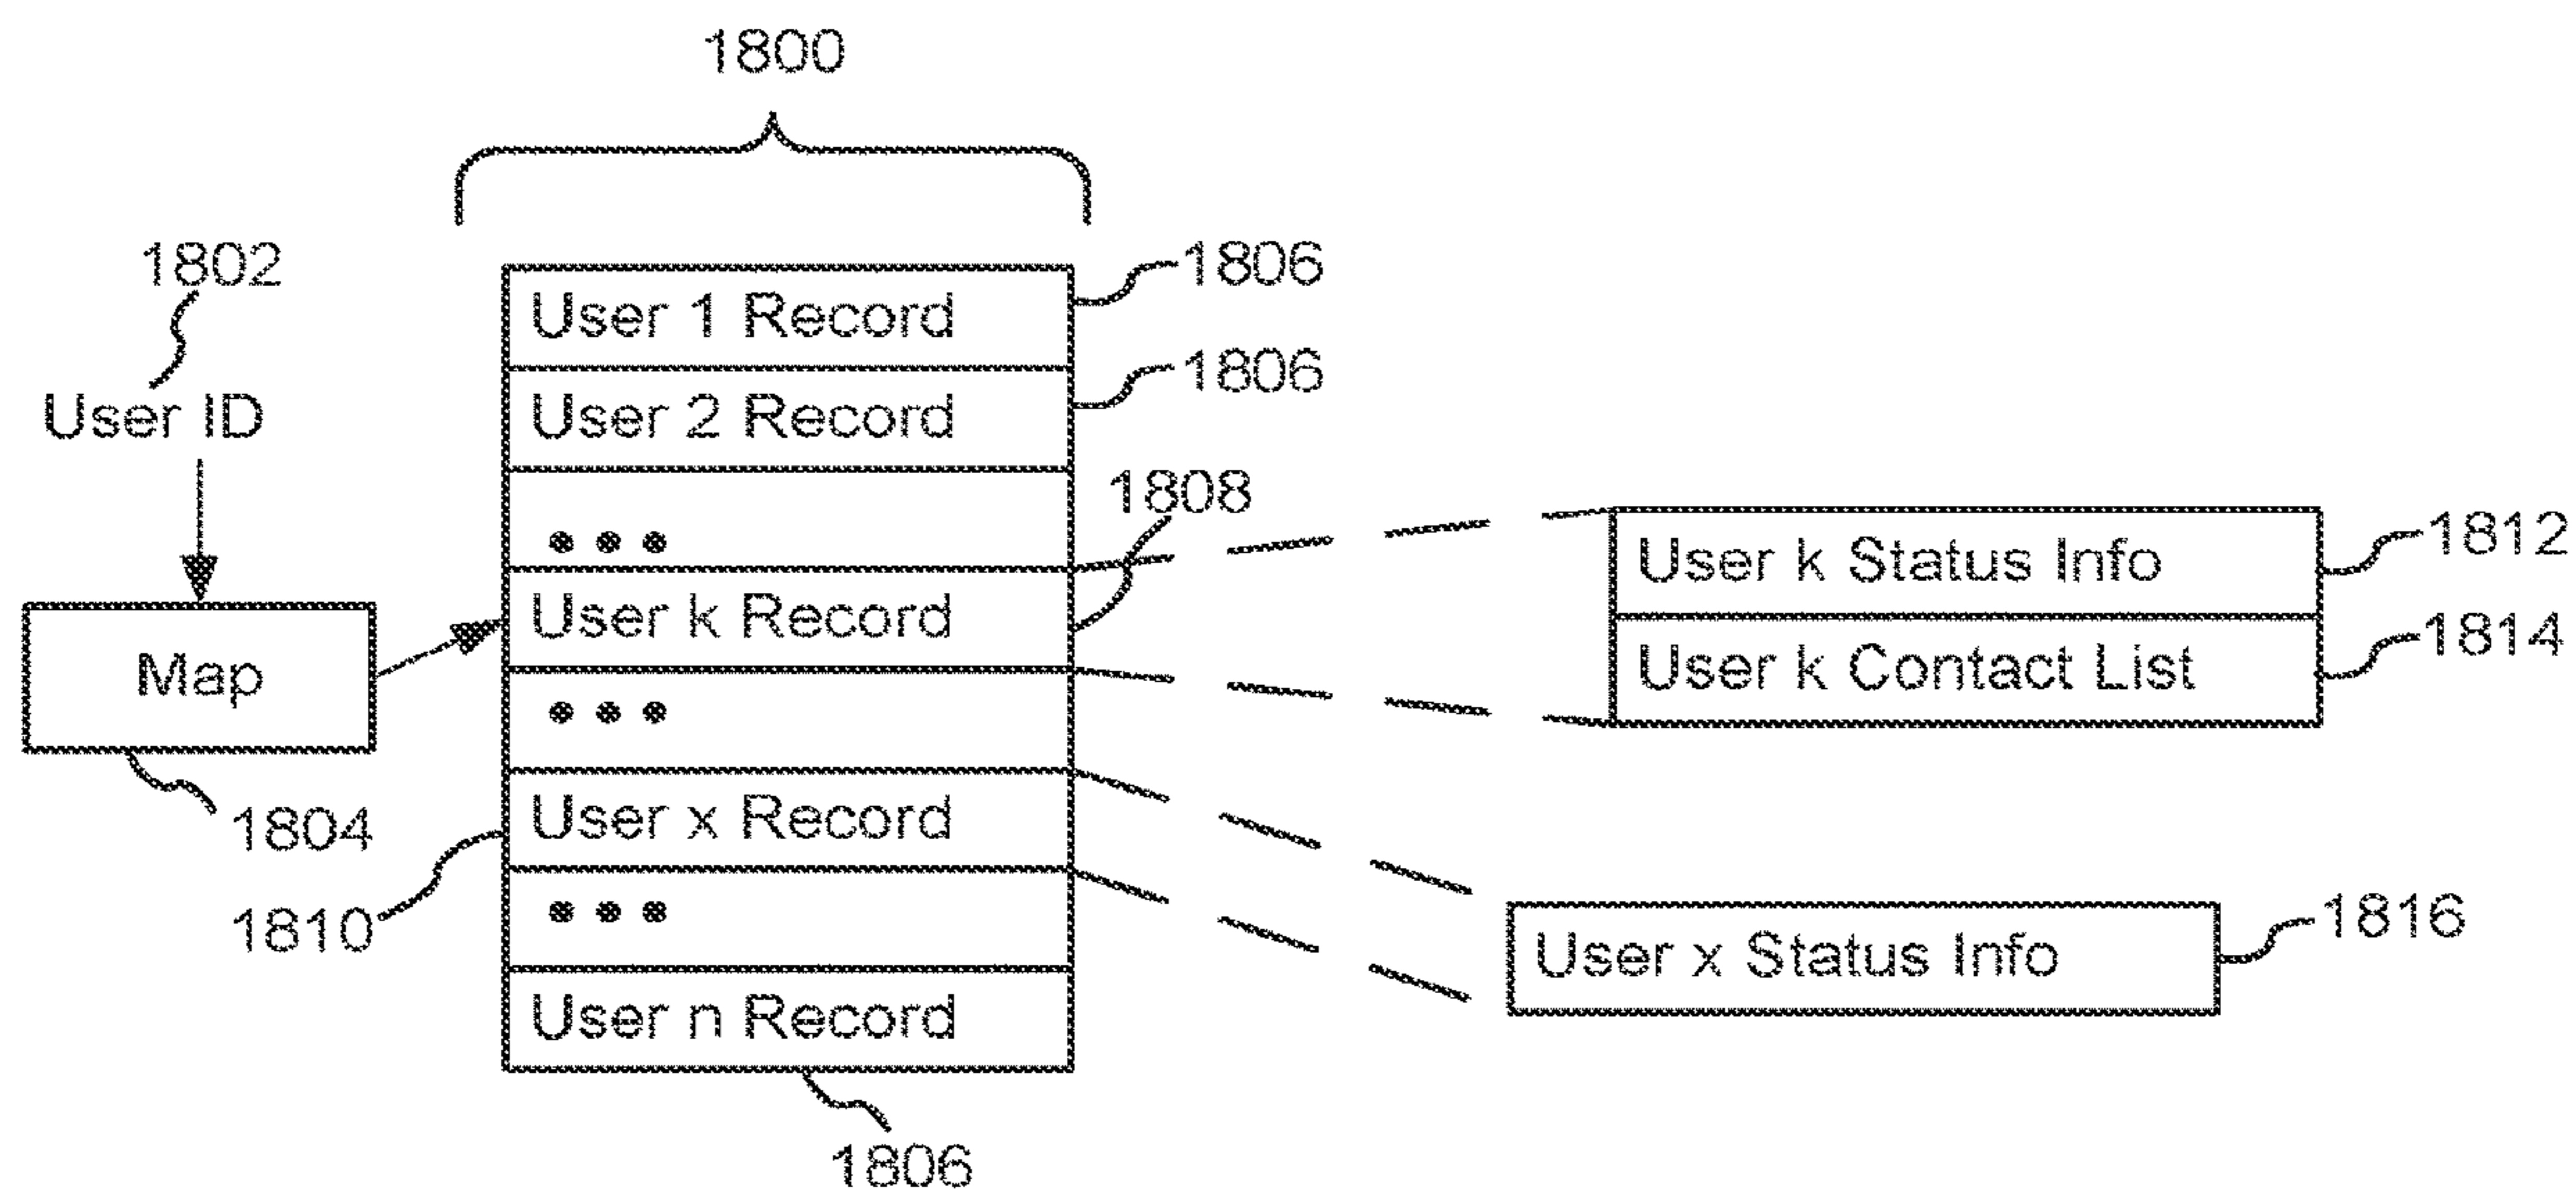 1800
1802
User ID
Map
1804
1810
User 1 Record
User 2 Record
• • •
User k Record
• • •
User x Record
• • •
User n Record
1806
1806
1808
1806
User k Status Info
User k Contact List
1812
1814
User x Status Info
1816